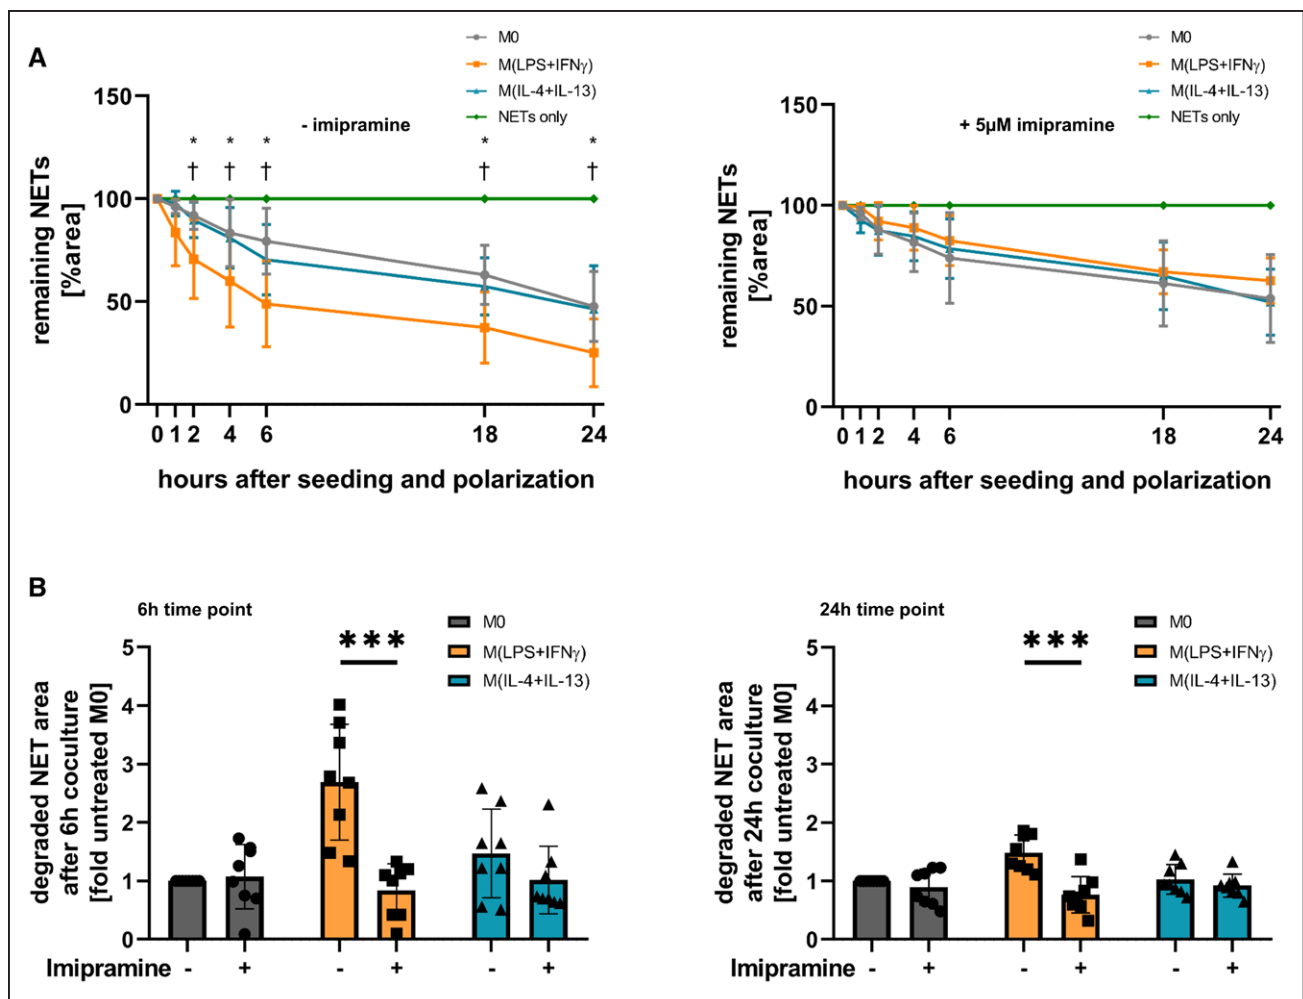 A
M0
M(LPS+IFNγ)
M(IL-4+IL-13)
NETs only
- imipramine
* * * * *
† † † † †
150
100
50
0
remaining NETs
[%area]
0 1 2 4 6 18 24
hours after seeding and polarization
M0
M(LPS+IFNγ)
M(IL-4+IL-13)
NETs only
+ 5µM imipramine
150
100
50
0
remaining NETs
[%area]
0 1 2 4 6 18 24
hours after seeding and polarization
B
6h time point
M0
M(LPS+IFNγ)
M(IL-4+IL-13)
***
5
4
3
2
1
0
degraded NET area
after 6h coculture
[fold untreated M0]
Imipramine - + - + - +
24h time point
M0
M(LPS+IFNγ)
M(IL-4+IL-13)
***
5
4
3
2
1
0
degraded NET area
after 24h coculture
[fold untreated M0]
Imipramine - + - + - +